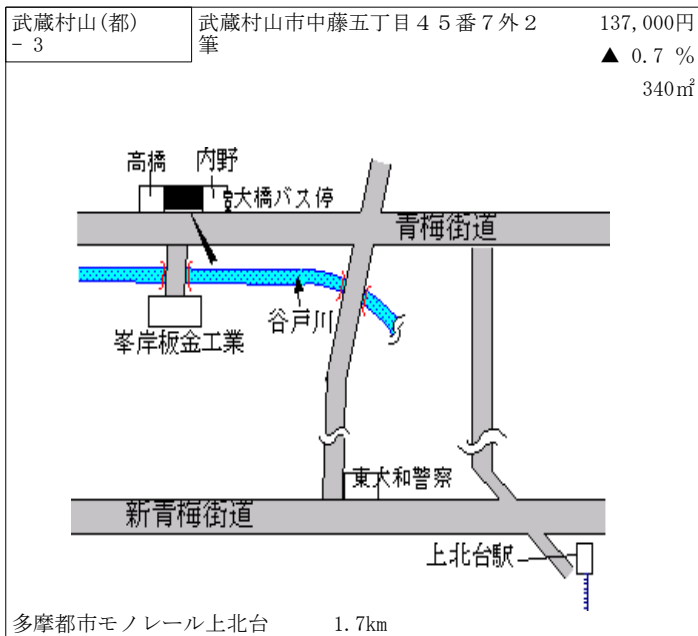 武蔵村山(都)
- 3
武蔵村山市中藤五丁目４５番７外２
筆
137,000円
▲ 0.7 %
340㎡
高橋
内野
大橋バス停
青梅街道
谷戸川
峯岸板金工業
東大和警察
新青梅街道
上北台駅
多摩都市モノレール上北台 1.7km